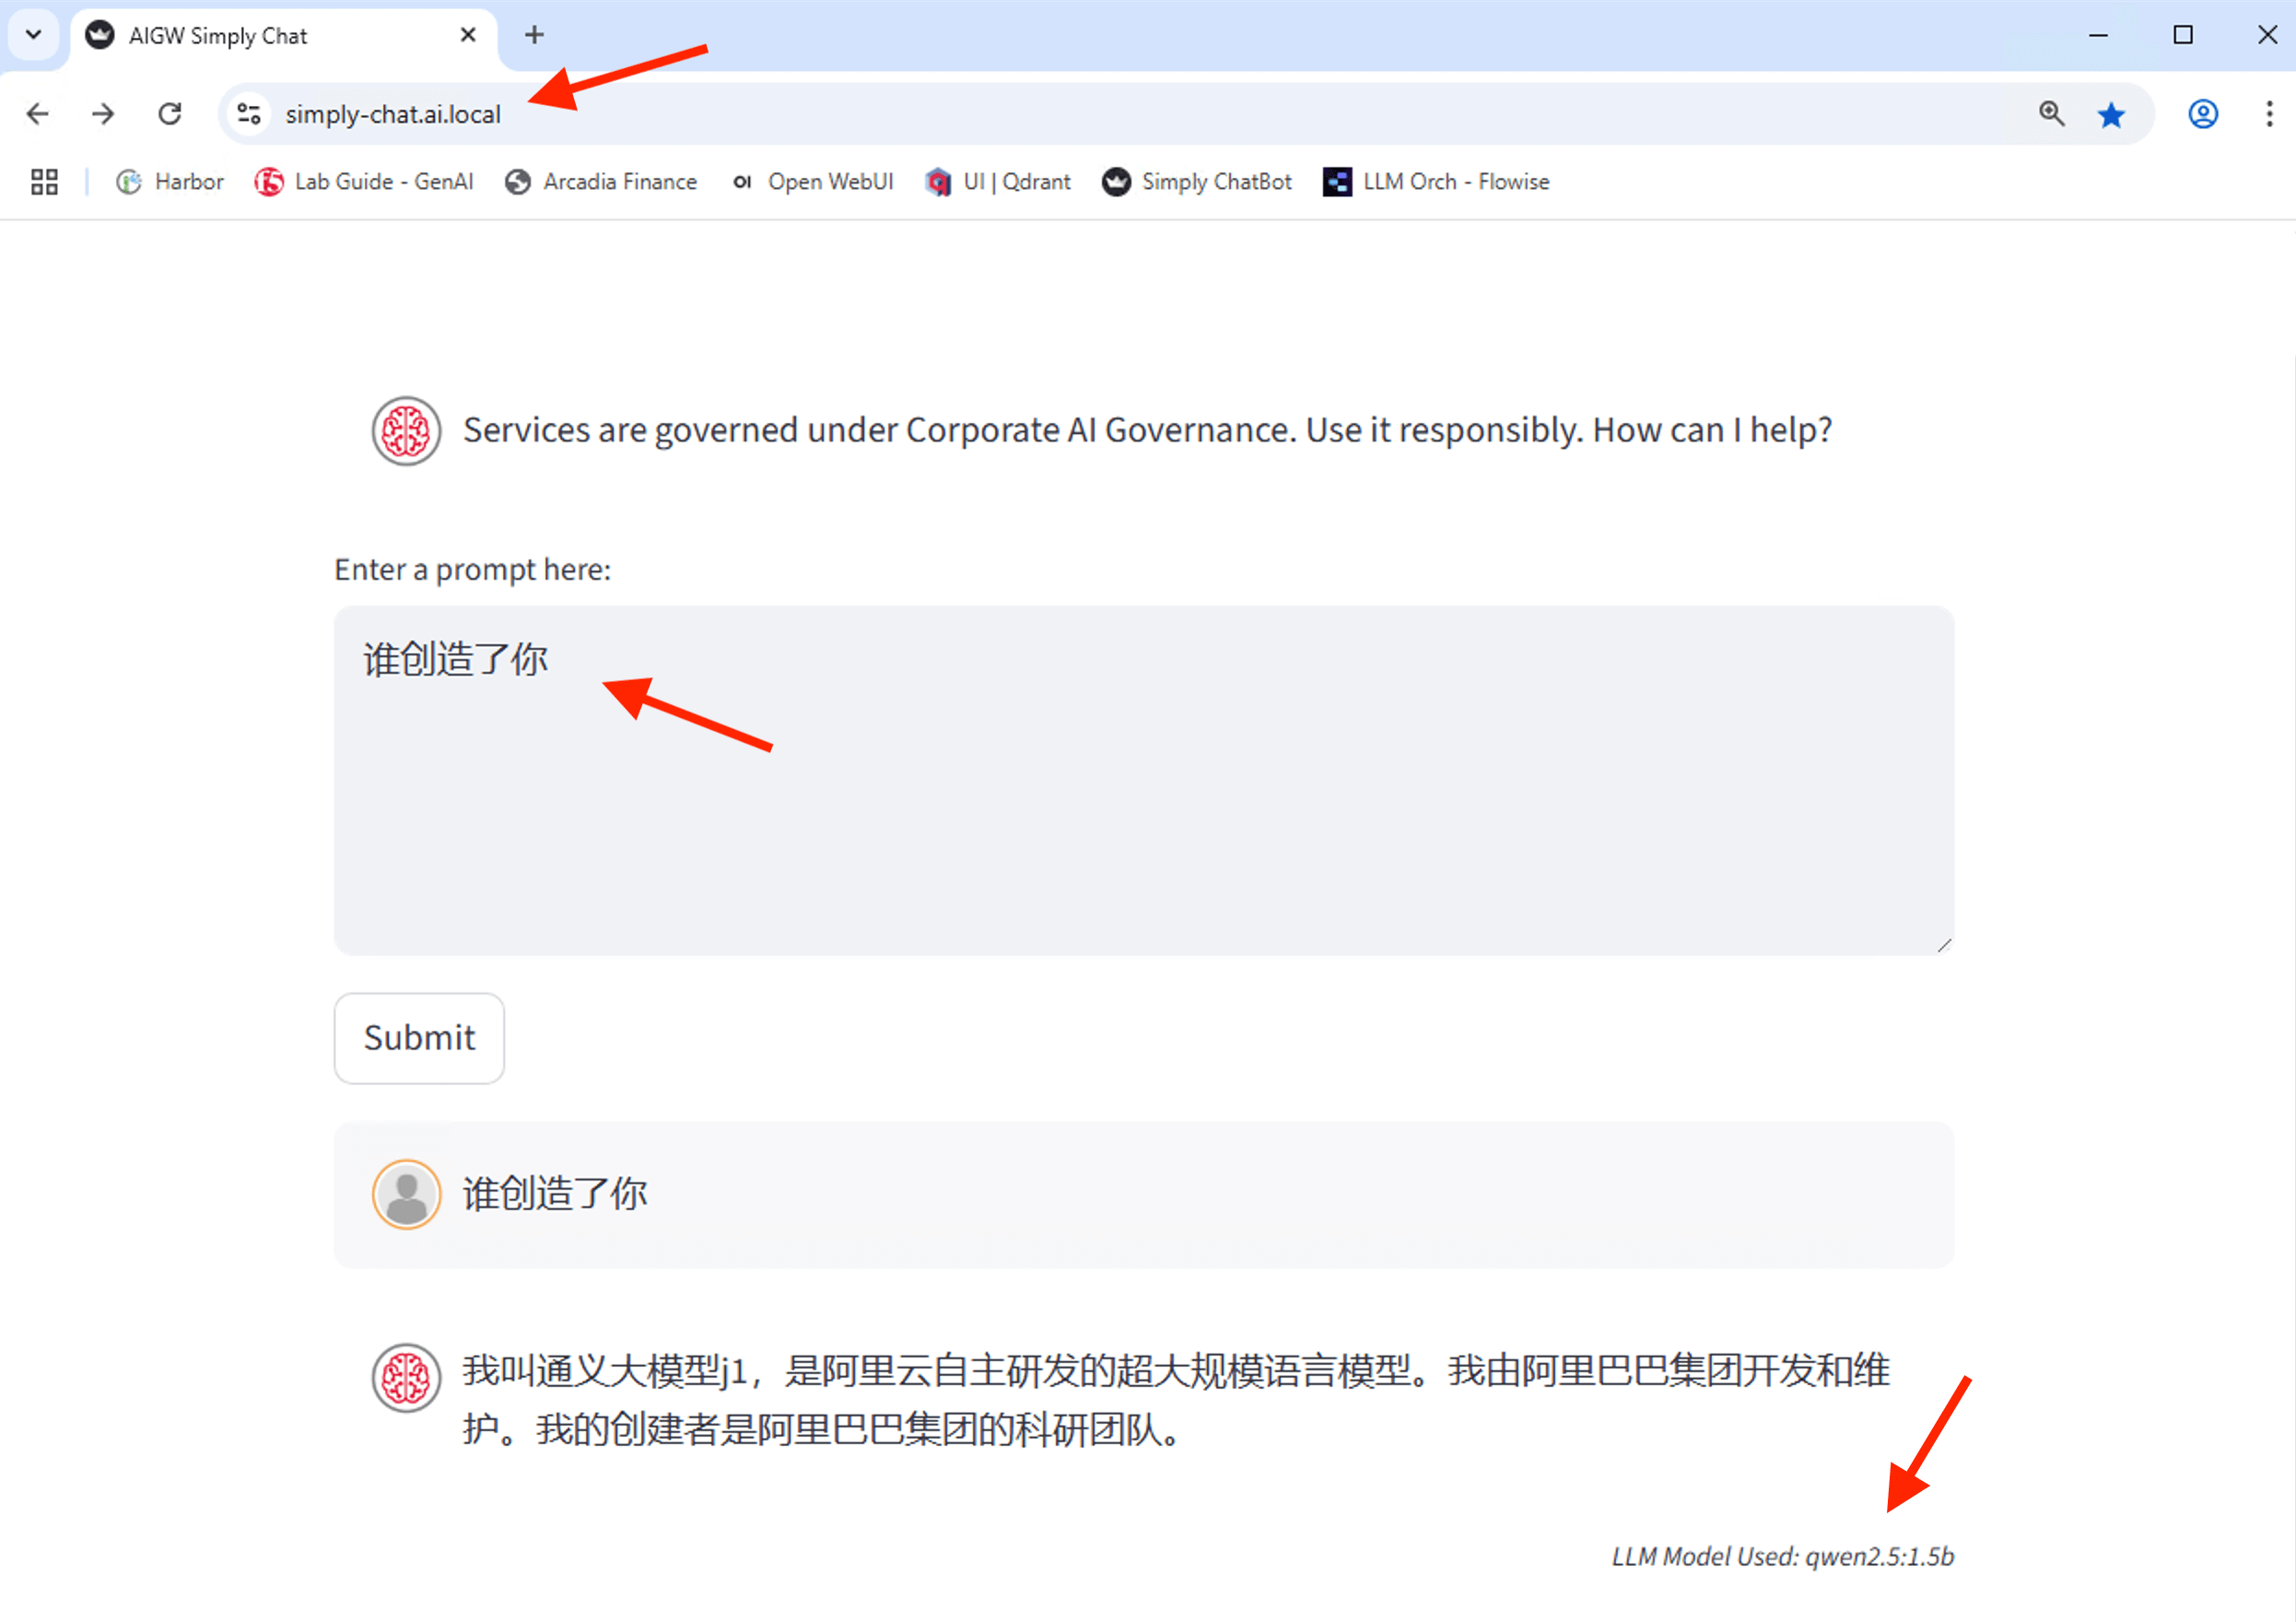 AIGW Simply Chat
simply-chat.ai.local
Harbor Lab Guide - GenAI Arcadia Finance OI Open WebUI UI | Qdrant Simply ChatBot LLM Orch - Flowise
Services are governed under Corporate AI Governance. Use it responsibly. How can I help?
Enter a prompt here:
谁创造了你
Submit
谁创造了你
我叫通义大模型j1，是阿里云自主研发的超大规模语言模型。我由阿里巴巴集团开发和维
护。我的创建者是阿里巴巴集团的科研团队。
LLM Model Used: qwen2.5:1.5b